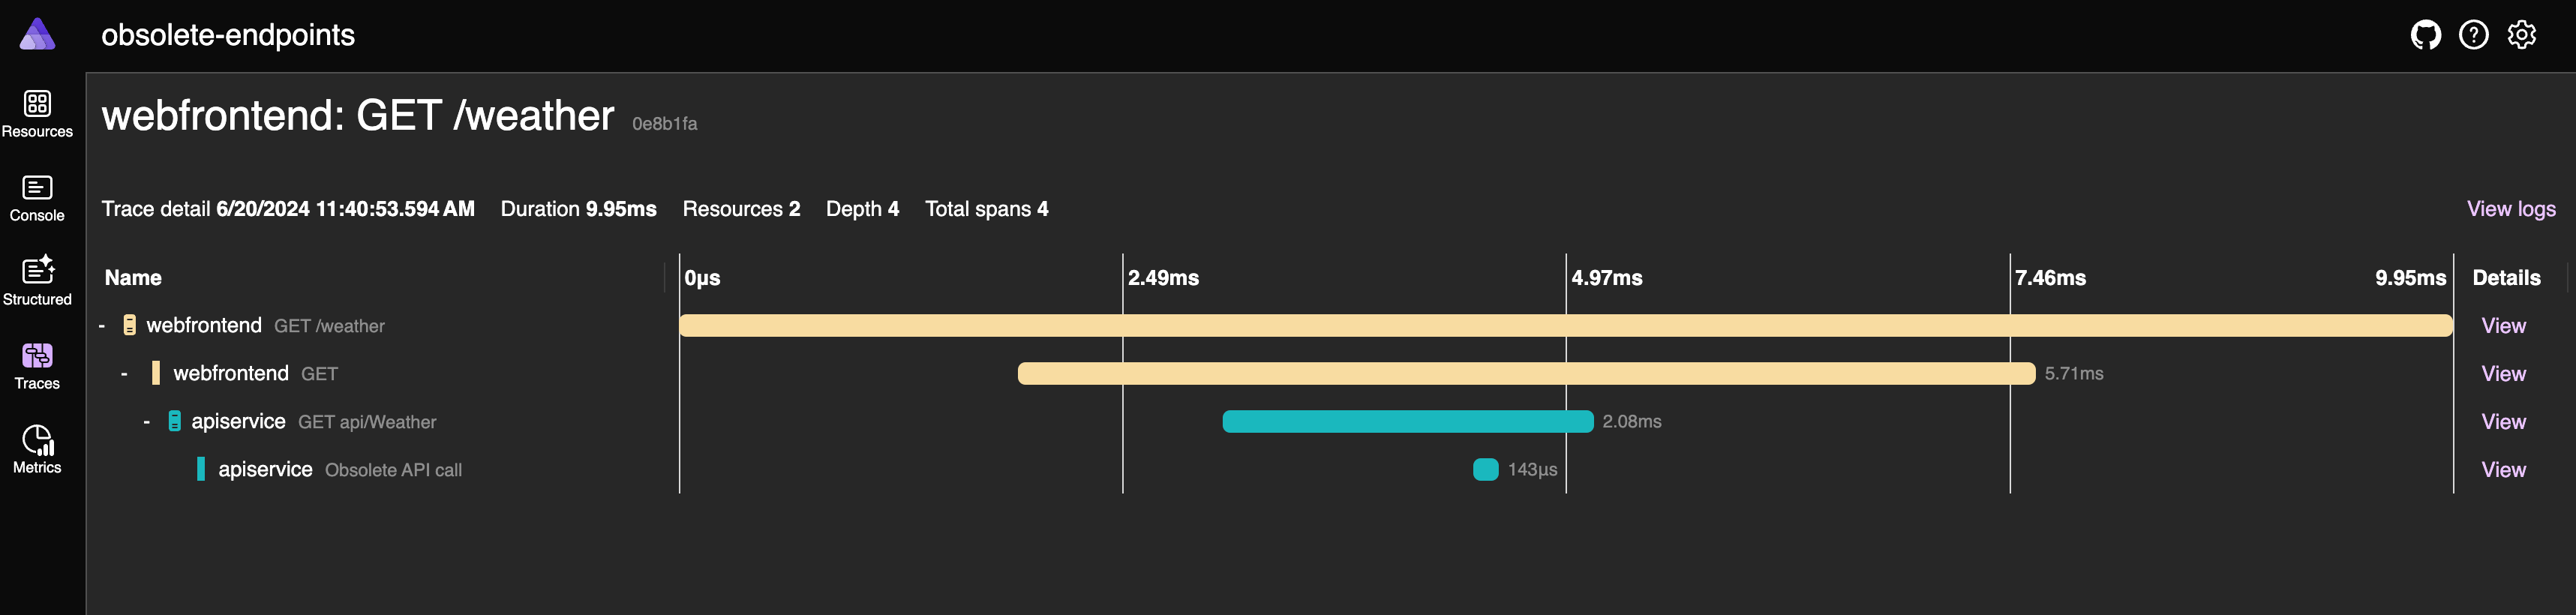 obsolete-endpoints
Resources
Console
Structured
Traces
Metrics
webfrontend: GET /weather 0e8b1fa
Trace detail 6/20/2024 11:40:53.594 AM Duration 9.95ms Resources 2 Depth 4 Total spans 4 View logs
Name 0µs 2.49ms 4.97ms 7.46ms 9.95ms Details
- webfrontend GET /weather View
- webfrontend GET 5.71ms View
- apiservice GET api/Weather 2.08ms View
apiservice Obsolete API call 143µs View